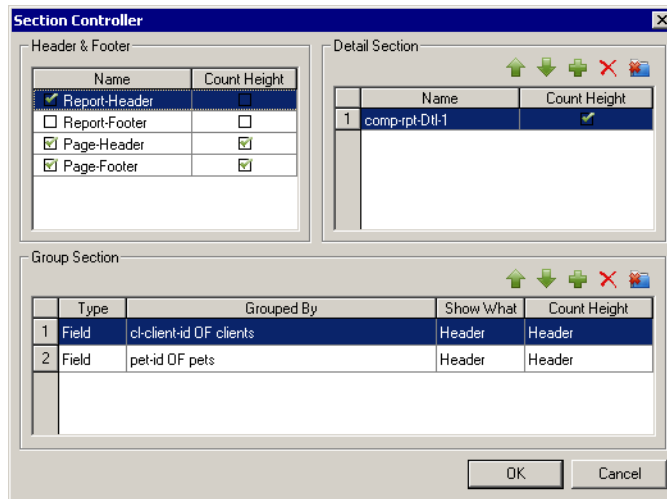 Section Controller
Header & Footer
Name Count Height
Report-Header
Report-Footer
Page-Header
Page-Footer
Detail Section
Name Count Height
1 comp-rpt-Dtl-1
Group Section
Type Grouped By Show What Count Height
1 Field cl-client-id OF clients Header Header
2 Field pet-id OF pets Header Header
OK Cancel